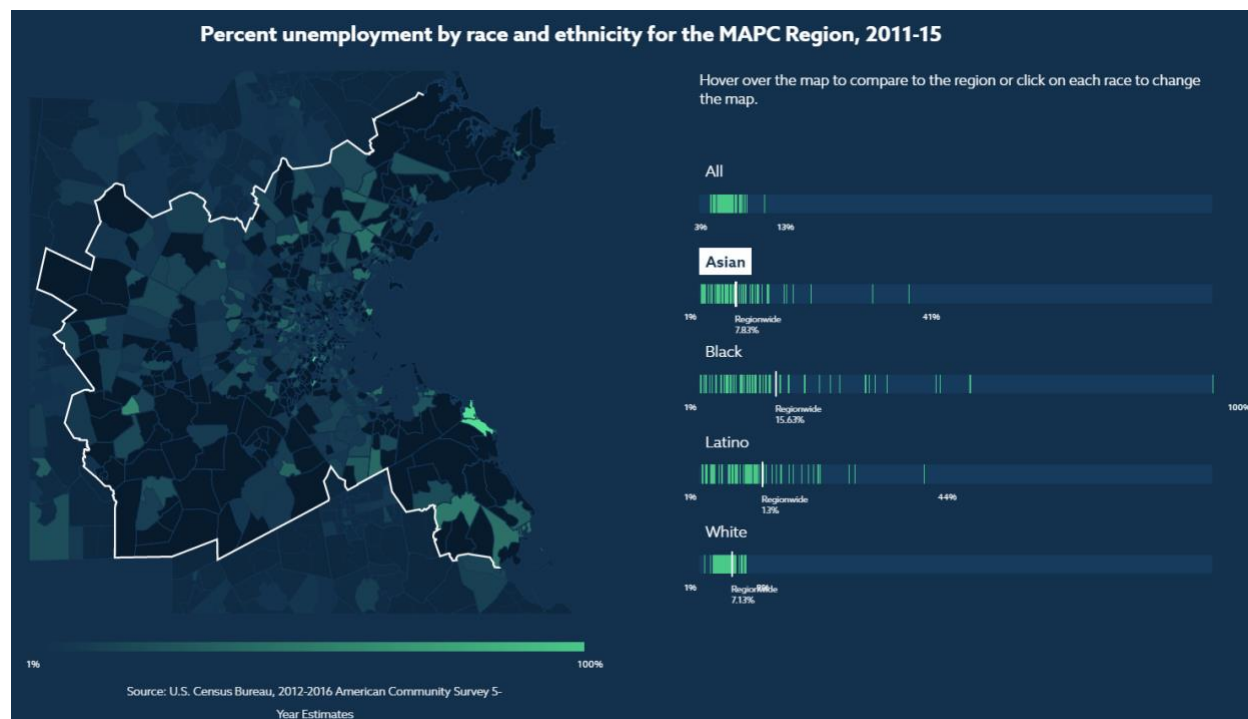 Percent unemployment by race and ethnicity for the MAPC Region, 2011-15
Hover over the map to compare to the region or click on each race to change
the map.
All
3%
13%
Asian
1%
Regionwide
7.83%
41%
Black
1%
Regionwide
15.63%
100%
Latino
1%
Regionwide
13%
44%
White
1%
Regionwide
7.13%
1%
100%
Source: U.S. Census Bureau, 2012-2016 American Community Survey 5-
Year Estimates